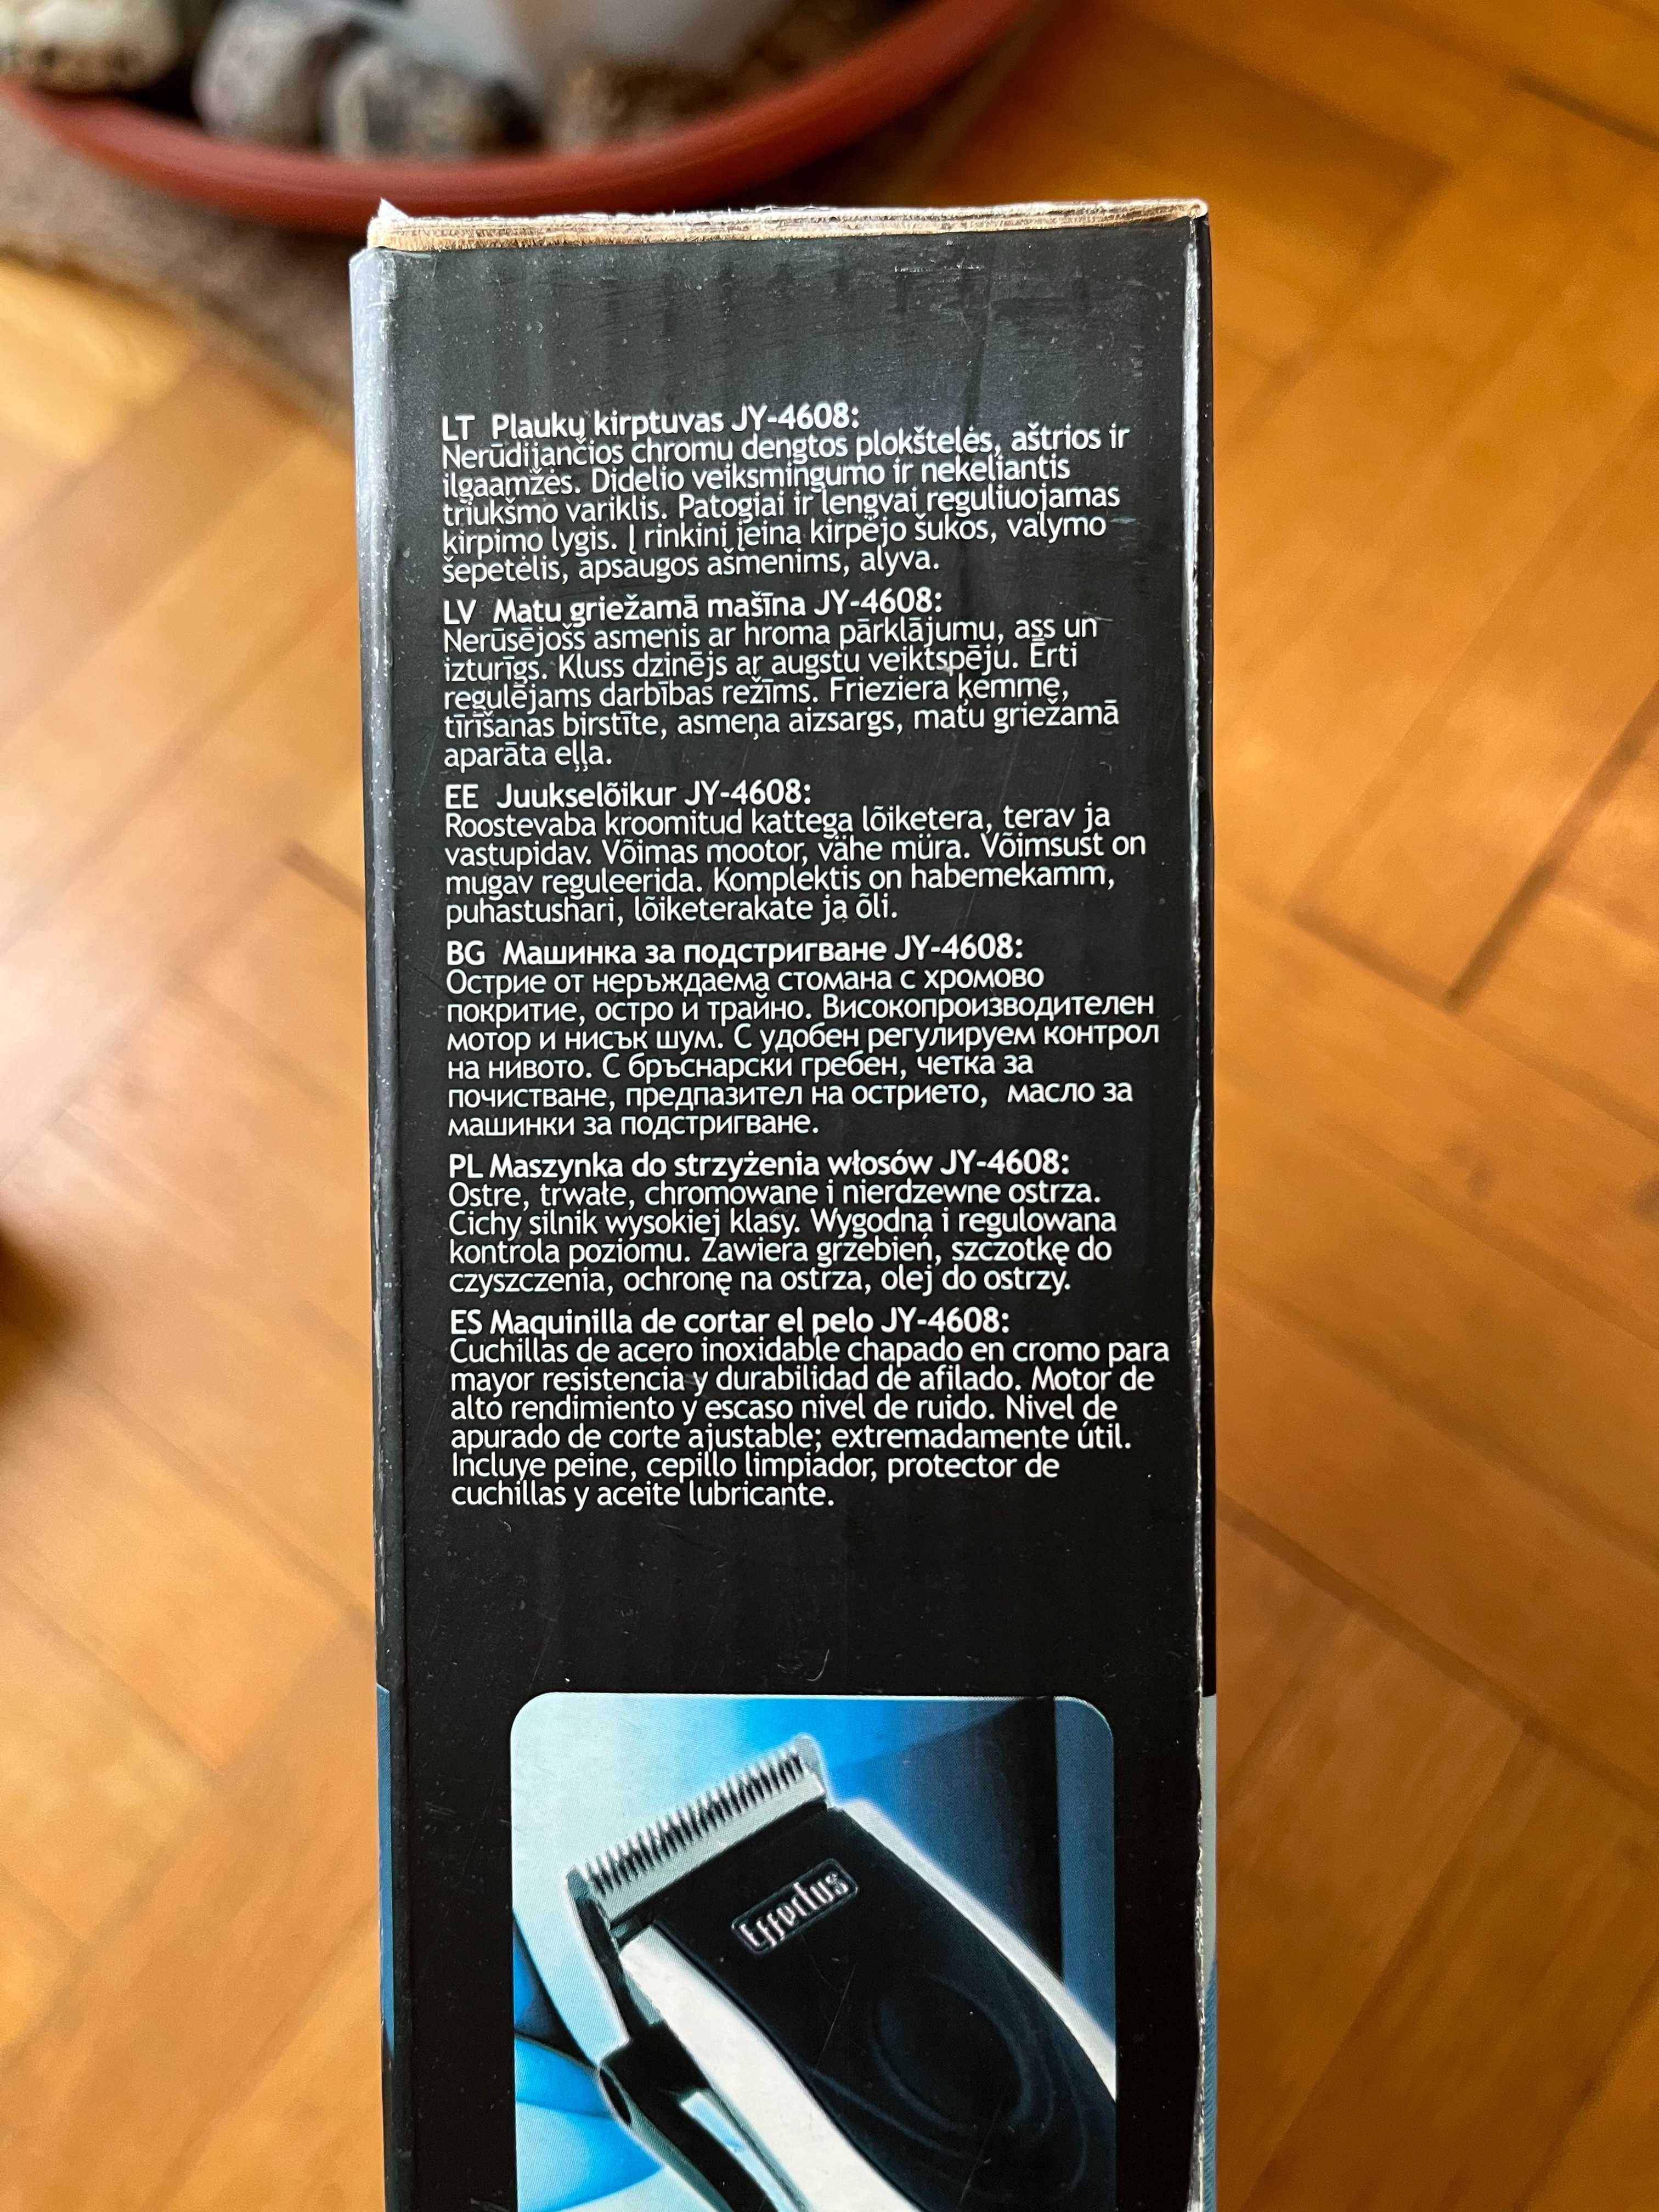 LT Plaukų kirptuvas JY-4608:
Nerūdijančios chromu dengtos plokštelės, aštrios ir
ilgaamžės. Didelio veiksmingumo ir nekeliantis
triukšmo variklis. Patogiai ir lengvai reguliuojamas
kirpimo lygis. Į rinkinį įeina kirpėjo šukos, valymo
šepetėlis, apsaugos ašmenims, alyva.
LV Matu griežamā mašīna JY-4608:
Nerūsējošs asmenis ar hroma pārklājumu, ass un
izturīgs. Kluss dzinējs ar augstu veiktspēju. Ērti
regulējams darbības režīms. Frieziera ķemme,
tīrīšanas birstīte, asmeņa aizsargs, matu griežamā
aparāta eļļa.
EE Juukselõikur JY-4608:
Roostevaba kroomitud kattega lõiketera, terav ja
vastupidav. Võimas mootor, vähe müra. Võimsust on
mugav reguleerida. Komplektis on habemekamm,
puhastushari, lõiketerakate ja õli.
BG Машинка за подстригване JY-4608:
Острие от неръждаема стомана с хромово
покритие, остро и трайно. Високопроизводителен
мотор и нисък шум. С удобен регулируем контрол
на нивото. С бръснарски гребен, четка за
почистване, предпазител на острието, масло за
машинки за подстригване.
PL Maszynka do strzyżenia włosów JY-4608:
Ostre, trwałe, chromowane i nierdzewne ostrza.
Cichy silnik wysokiej klasy. Wygodna i regulowana
kontrola poziomu. Zawiera grzebień, szczotkę do
czyszczenia, ochronę na ostrza, olej do ostrzy.
ES Maquinilla de cortar el pelo JY-4608:
Cuchillas de acero inoxidable chapado en cromo para
mayor resistencia y durabilidad de afilado. Motor de
alto rendimiento y escaso nivel de ruido. Nivel de
apurado de corte ajustable; extremadamente útil.
Incluye peine, cepillo limpiador, protector de
cuchillas y aceite lubricante.
Effectus